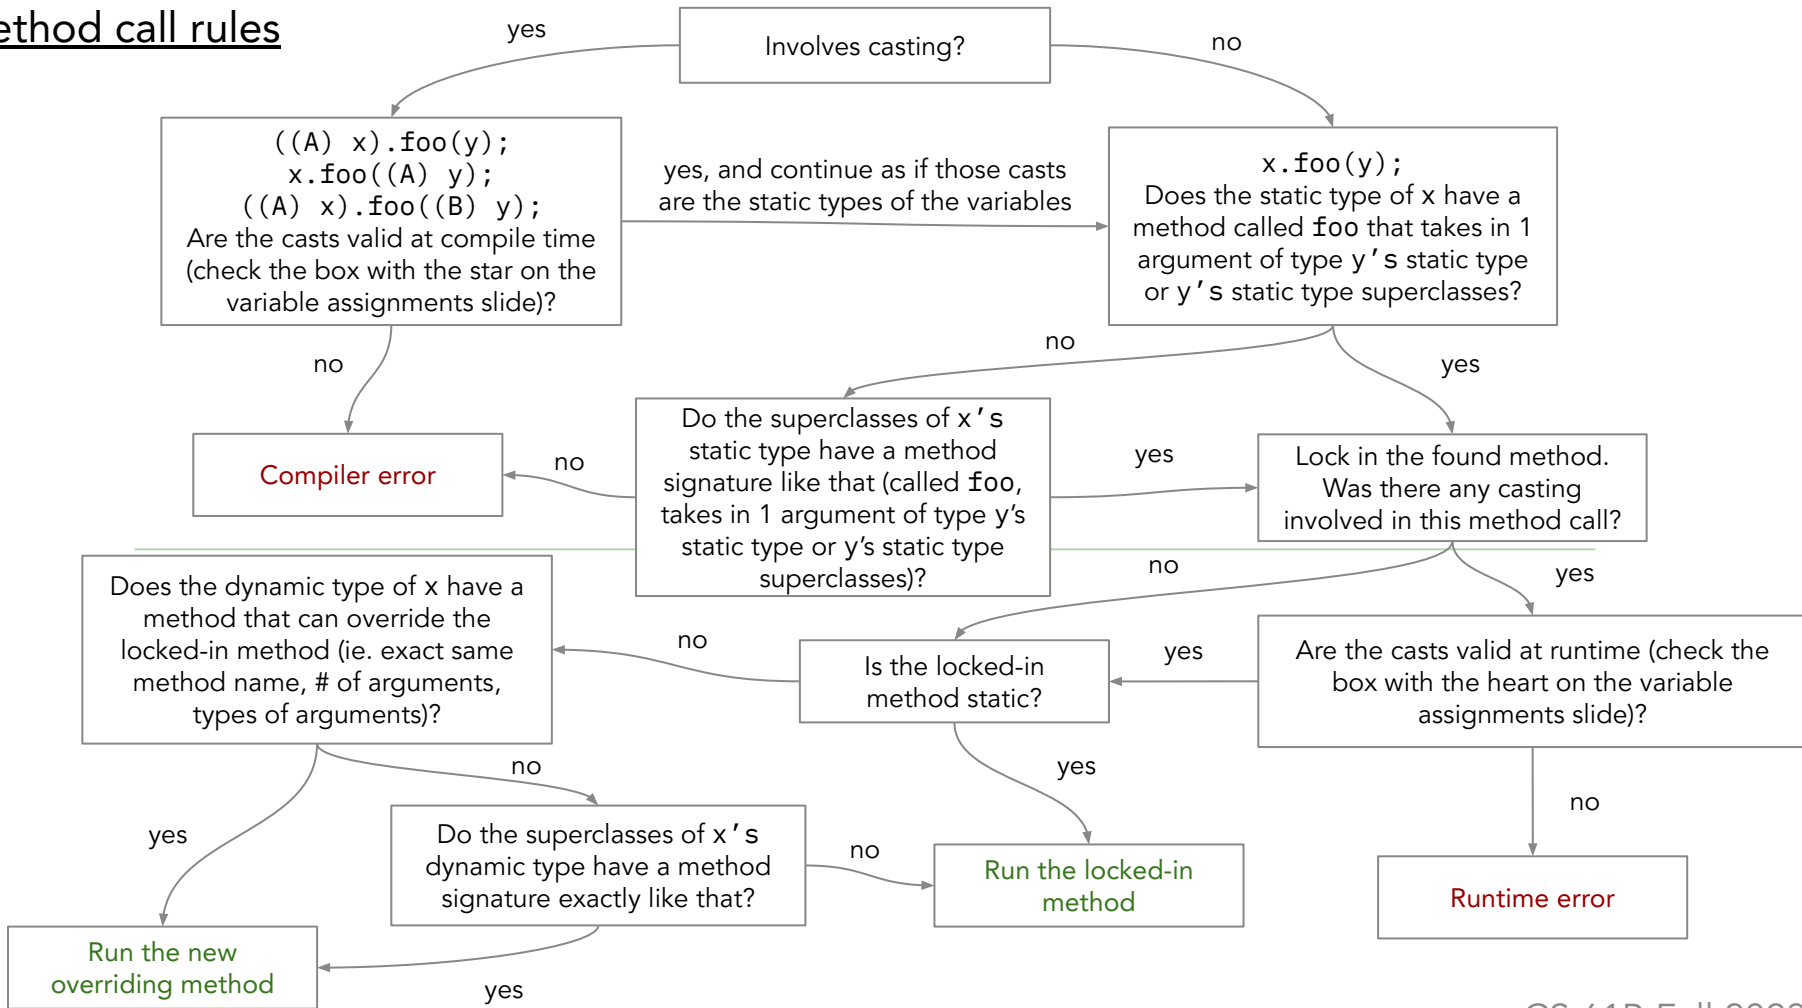 ethod call rules
yes
Involves casting?
no
((A) x).foo(y);
x.foo((A) y);
((A) x).foo((B) y);
Are the casts valid at compile time
(check the box with the star on the
variable assignments slide)?
yes, and continue as if those casts
are the static types of the variables
x.foo(y);
Does the static type of x have a
method called foo that takes in 1
argument of type y's static type
or y's static type superclasses?
no
no
yes
Compiler error
no
Do the superclasses of x's
static type have a method
signature like that (called foo,
takes in 1 argument of type y's
static type or y's static type
superclasses)?
yes
Lock in the found method.
Was there any casting
involved in this method call?
no
yes
Does the dynamic type of x have a
method that can override the
locked-in method (ie. exact same
method name, # of arguments,
types of arguments)?
no
Is the locked-in
method static?
yes
Are the casts valid at runtime (check the
box with the heart on the variable
assignments slide)?
no
yes
no
yes
Do the superclasses of x's
dynamic type have a method
signature exactly like that?
no
Run the locked-in
method
Runtime error
Run the new
overriding method
yes